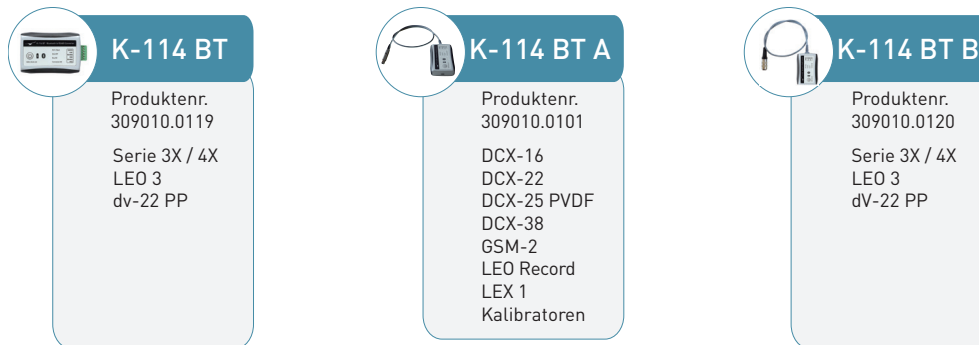 K-114 BT
Produktenr.
309010.0119
Serie 3X / 4X
LEO 3
dv-22 PP
K-114 BT A
Produktenr.
309010.0101
DCX-16
DCX-22
DCX-25 PVDF
DCX-38
GSM-2
LEO Record
LEX 1
Kalibratoren
K-114 BT B
Produktenr.
309010.0120
Serie 3X / 4X
LEO 3
dV-22 PP